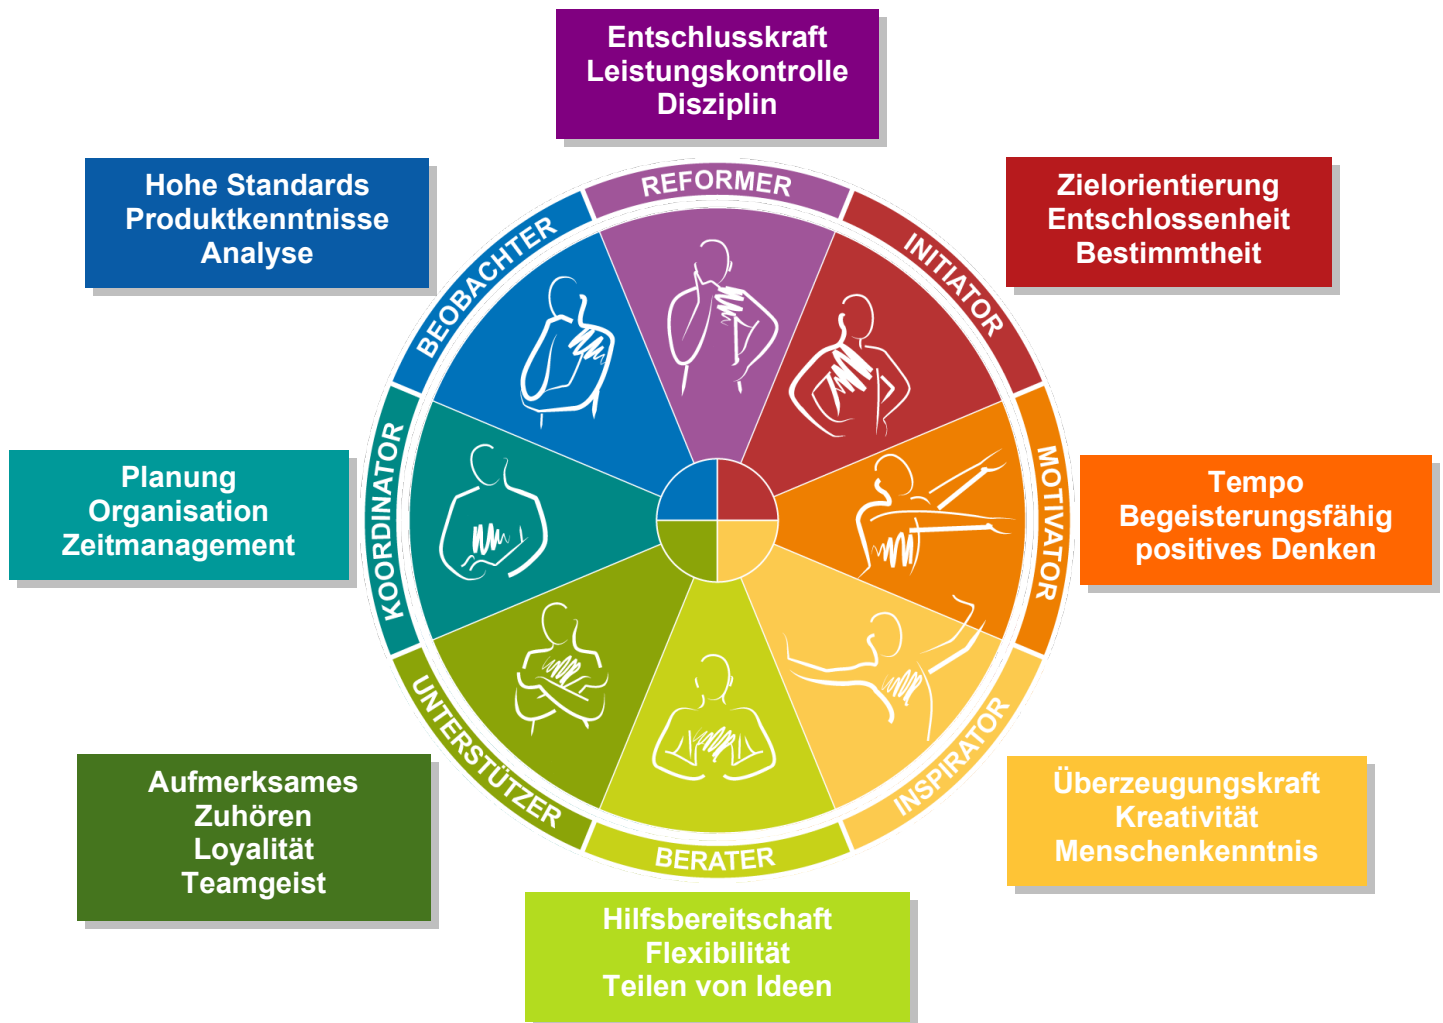 Entschlusskraft
Leistungskontrolle
Disziplin
Hohe Standards
Produktkenntnisse
Analyse
Zielorientierung
Entschlossenheit
Bestimmtheit
REFORMER
BEOBACHTER
INITIATOR
KOORDINATOR
MOTIVATOR
Planung
Organisation
Zeitmanagement
Tempo
Begeisterungsfähig
positives Denken
UNTERSTÜTZER
INSPIRATOR
BERATER
Aufmerksames
Zuhören
Loyalität
Teamgeist
Überzeugungskraft
Kreativität
Menschenkenntnis
Hilfsbereitschaft
Flexibilität
Teilen von Ideen